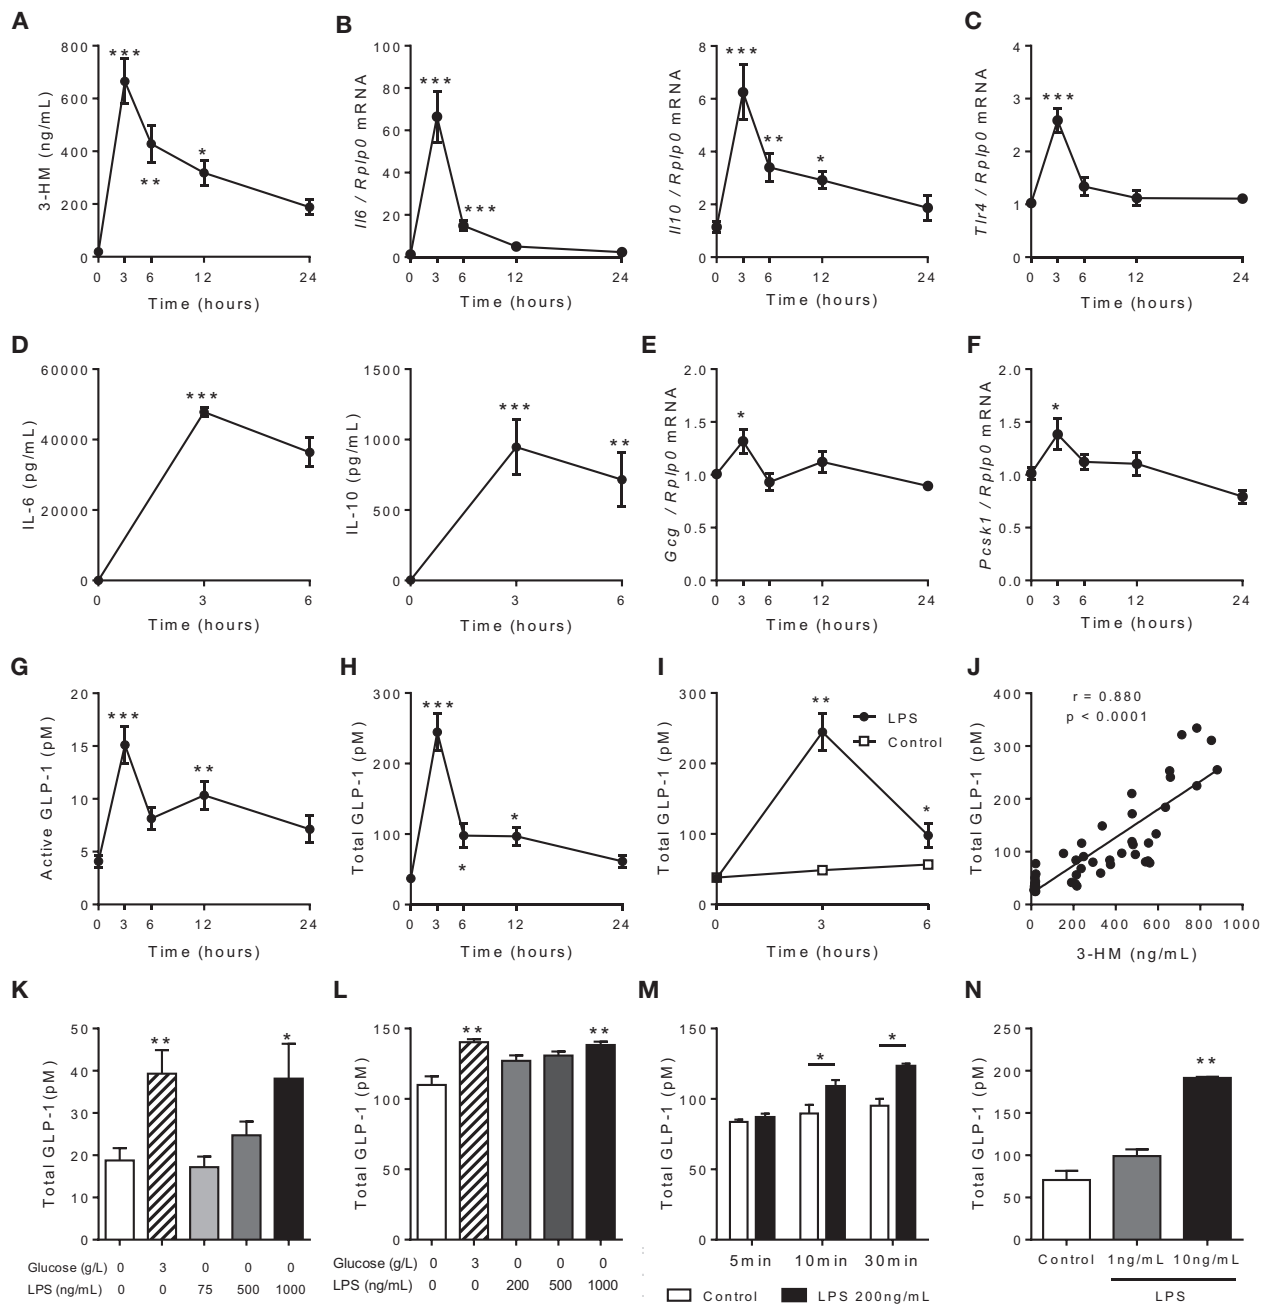 A
3-HM (ng/mL)
800
600
400
200
0
***
**
*
0 3 6 12 24
Time (hours)
B
Il6 / Rplp0 mRNA
100
80
60
40
20
0
***
***
0 3 6 12 24
Time (hours)
Il10 / Rplp0 mRNA
8
6
4
2
0
***
**
*
0 3 6 12 24
Time (hours)
C
Tlr4 / Rplp0 mRNA
4
3
2
1
0
***
0 3 6 12 24
Time (hours)
D
IL-6 (pg/mL)
60000
40000
20000
0
***
0 3 6
Time (hours)
IL-10 (pg/mL)
1500
1000
500
0
***
**
0 3 6
Time (hours)
E
Gcg / Rplp0 mRNA
2.0
1.5
1.0
0.5
0.0
*
0 3 6 12 24
Time (hours)
F
Pcsk1 / Rplp0 mRNA
2.0
1.5
1.0
0.5
0.0
*
0 3 6 12 24
Time (hours)
G
Active GLP-1 (pM)
20
15
10
5
0
***
**
0 3 6 12 24
Time (hours)
H
Total GLP-1 (pM)
300
200
100
0
***
*
*
0 3 6 12 24
Time (hours)
I
Total GLP-1 (pM)
300
200
100
0
**
*
LPS
Control
0 3 6
Time (hours)
J
Total GLP-1 (pM)
400
300
200
100
0
r = 0.880
p < 0.0001
0 200 400 600 800 1000
3-HM (ng/mL)
K
Total GLP-1(pM)
50
40
30
20
10
0
**
*
Glucose (g/L) 0 3 0 0 0
LPS (ng/mL) 0 0 75 500 1000
L
Total GLP-1 (pM)
150
100
50
0
**
**
Glucose (g/L) 0 3 0 0 0
LPS (ng/mL) 0 0 200 500 1000
M
Total GLP-1 (pM)
150
100
50
0
*
*
5min 10min 30min
Control LPS 200ng/mL
N
Total GLP-1 (pM)
250
200
150
100
50
0
**
Control 1ng/mL 10ng/mL
LPS